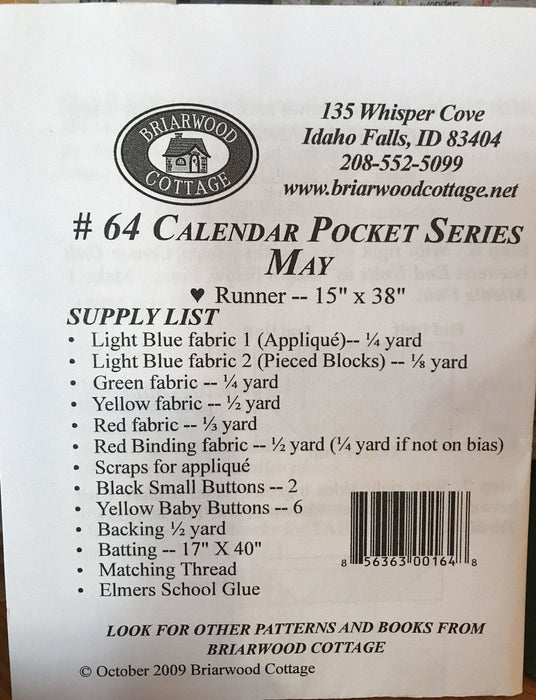 BRIARWOOD
COTTAGE
135 Whisper Cove
Idaho Falls, ID 83404
208-552-5099
www.briarwoodcottage.net
# 64 CALENDAR POCKET SERIES
MAY
♥ Runner -- 15" x 38"
SUPPLY LIST
• Light Blue fabric 1 (Appliqué)-- ¼ yard
• Light Blue fabric 2 (Pieced Blocks) -- ⅛ yard
• Green fabric -- ¼ yard
• Yellow fabric -- ½ yard
• Red fabric -- ⅓ yard
• Red Binding fabric -- ½ yard (¼ yard if not on bias)
• Scraps for appliqué
• Black Small Buttons -- 2
• Yellow Baby Buttons -- 6
• Backing ½ yard
• Batting -- 17" X 40"
• Matching Thread
• Elmers School Glue
8 56363 00164 8
LOOK FOR OTHER PATTERNS AND BOOKS FROM
BRIARWOOD COTTAGE
© October 2009 Briarwood Cottage